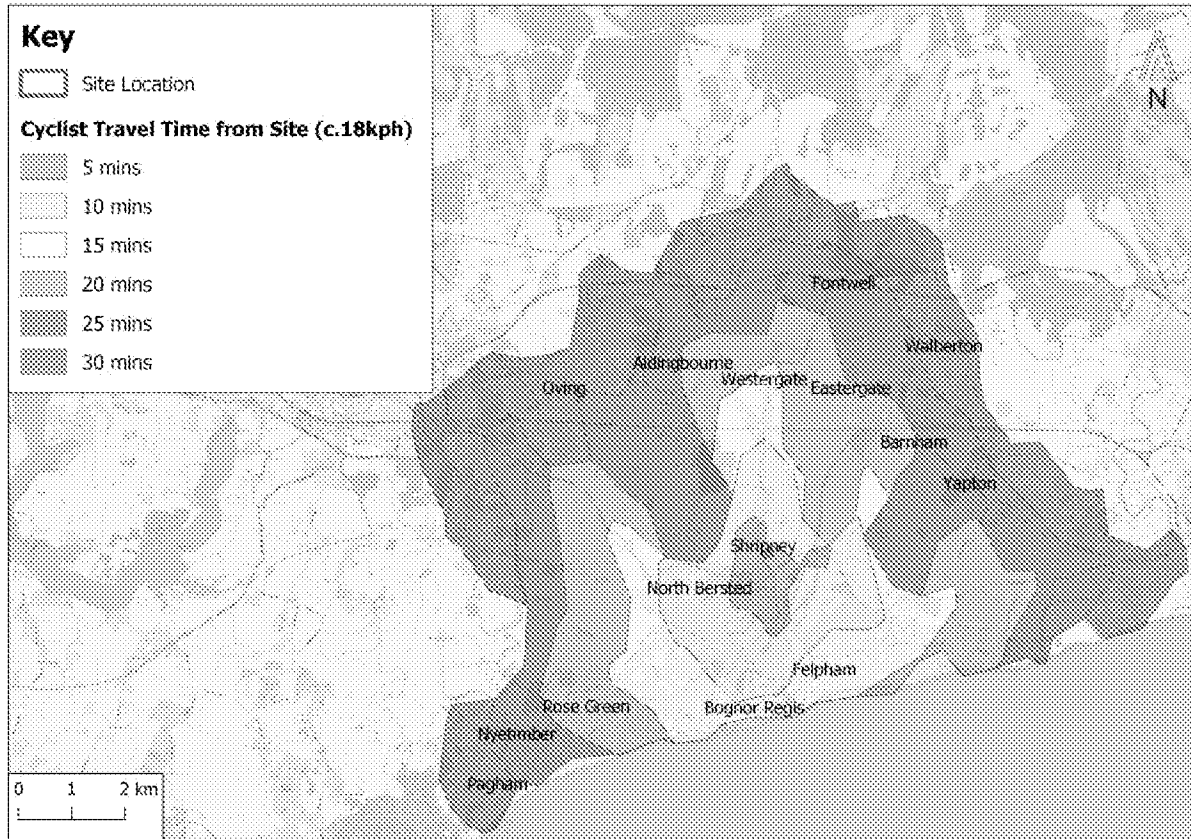 Key
Site Location
Cyclist Travel Time from Site (c.18kph)
5 mins
10 mins
15 mins
20 mins
25 mins
30 mins
N
Fontwell
Walberton
Aldingbourne
Westergate
Eastergate
Oving
Barnham
Yapton
Shripney
North Bersted
Felpham
Rose Green
Bognor Regis
Nyetimber
Pagham
0 1 2 km